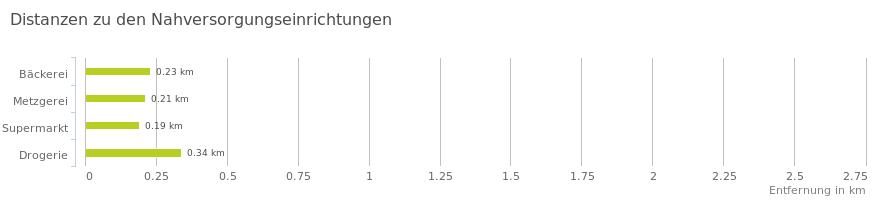 Distanzen zu den Nahversorgungseinrichtungen
Bäckerei 0.23 km
Metzgerei 0.21 km
Supermarkt 0.19 km
Drogerie 0.34 km
0 0.25 0.5 0.75 1 1.25 1.5 1.75 2 2.25 2.5 2.75
Entfernung in km